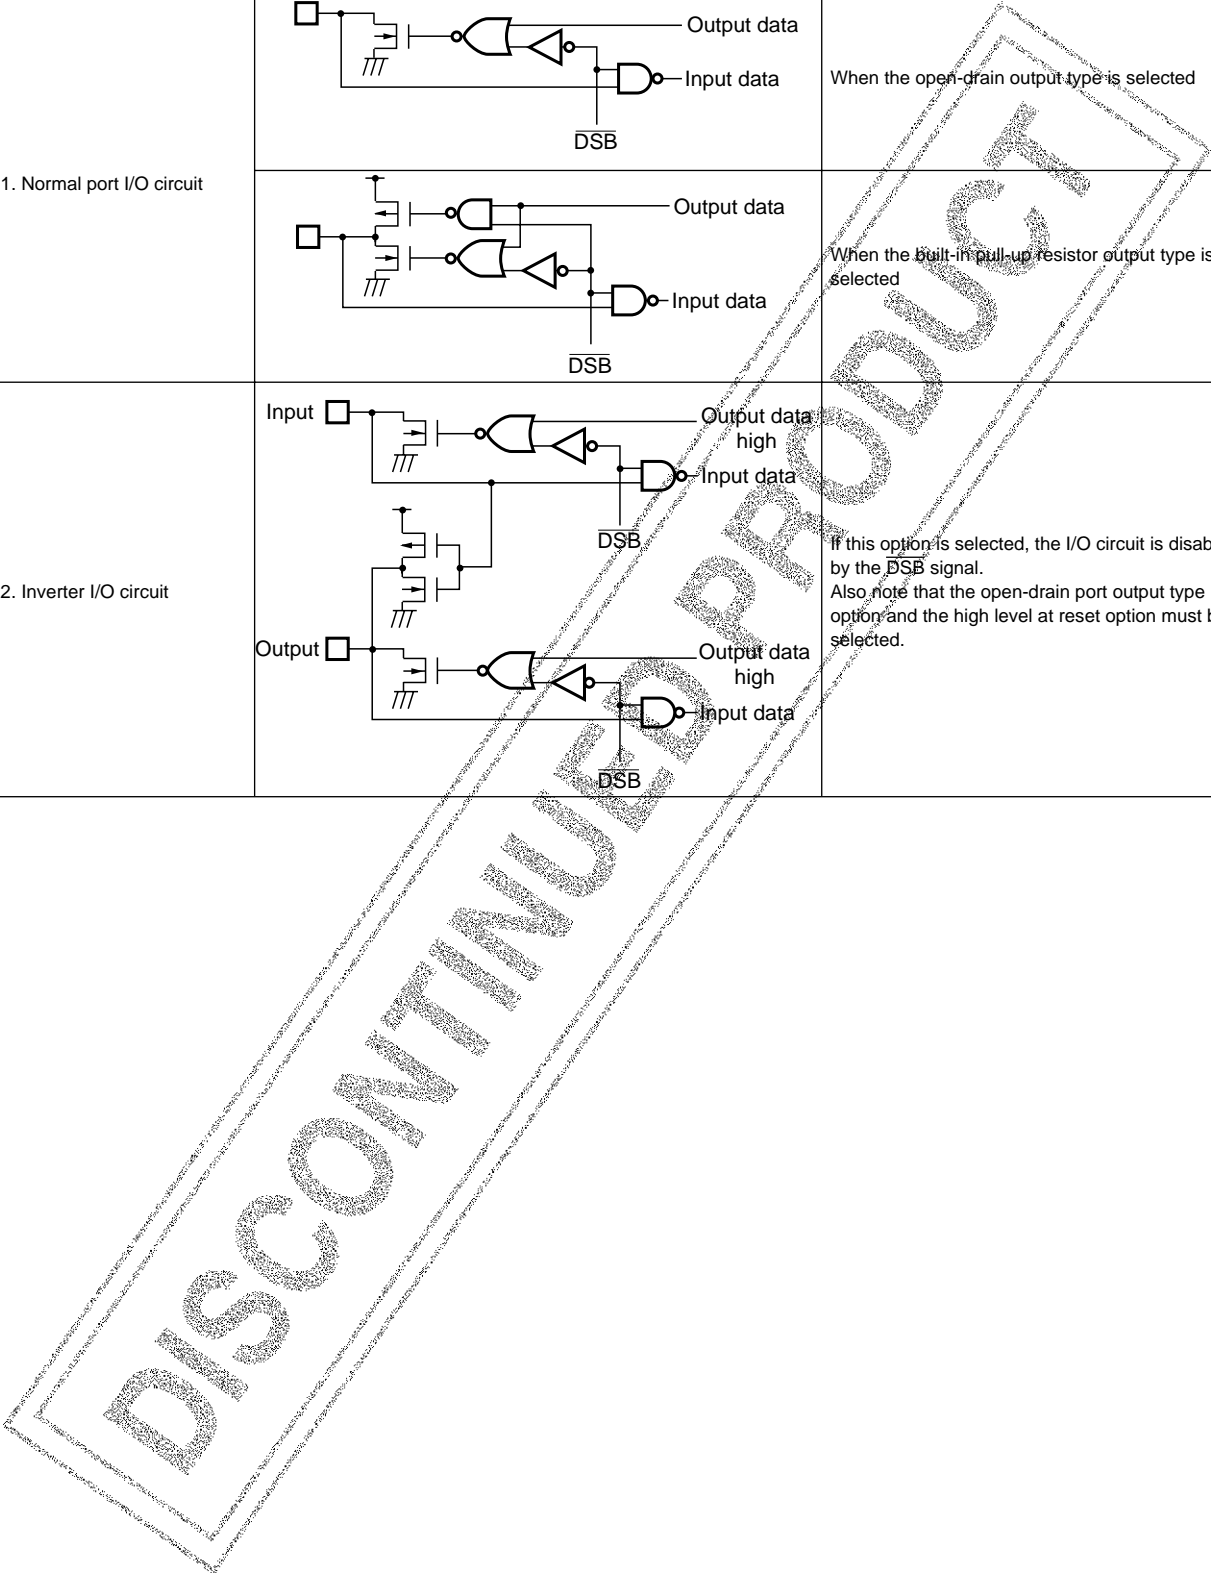 Output data
Input data
When the open-drain output type is selected
DSB
1. Normal port I/O circuit
Output data
When the built-in pull-up resistor output type is
selected
Input data
DSB
Input
Output data
high
Input data
DSB
If this option is selected, the I/O circuit is disab
by the DSB signal.
2. Inverter I/O circuit
Also note that the open-drain port output type
option and the high level at reset option must b
selected.
Output
Output data
high
Input data
DSB
DISCONTINUED PRODUCT